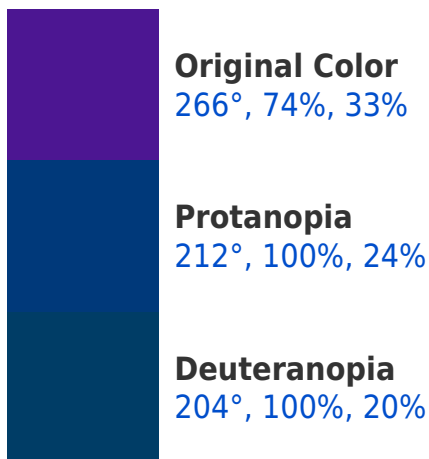 Original Color
266°, 74%, 33%
Protanopia
212°, 100%, 24%
Deuteranopia
204°, 100%, 20%